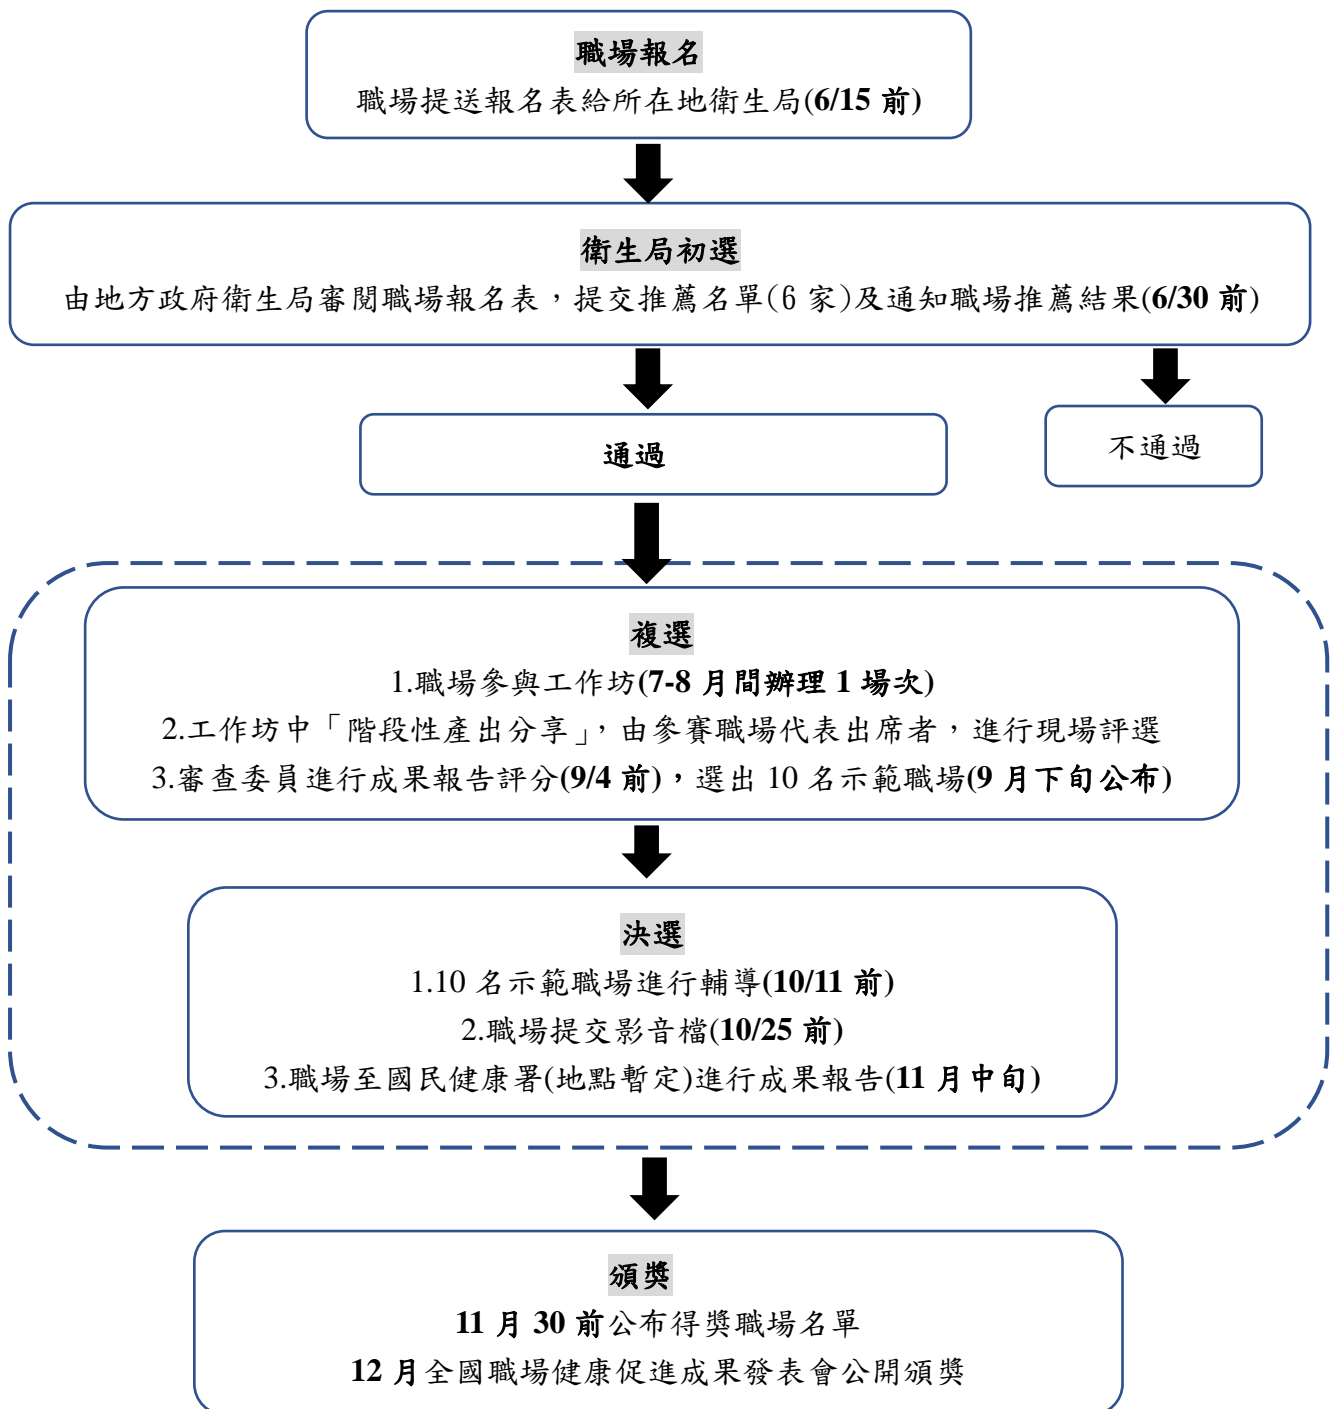 職場報名
職場提送報名表給所在地衛生局(6/15 前)
衛生局初選
由地方政府衛生局審閱職場報名表，提交推薦名單(6 家)及通知職場推薦結果(6/30 前)
通過
不通過
複選
1.職場參與工作坊(7-8 月間辦理 1 場次)
2.工作坊中「階段性產出分享」，由參賽職場代表出席者，進行現場評選
3.審查委員進行成果報告評分(9/4 前)，選出 10 名示範職場(9 月下旬公布)
決選
1.10 名示範職場進行輔導(10/11 前)
2.職場提交影音檔(10/25 前)
3.職場至國民健康署(地點暫定)進行成果報告(11 月中旬)
頒獎
11 月 30 前公布得獎職場名單
12 月全國職場健康促進成果發表會公開頒獎